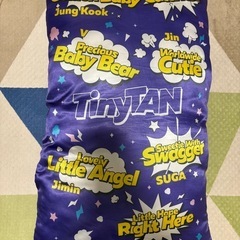 Jung Kook
V
Precious
Baby Bear
Jin
Worldwide
Cutie
TinyTAN
Lovely
Little Angel
Jimin
Sweetie With
Swagger
SUGA
Little Hope
Right Here